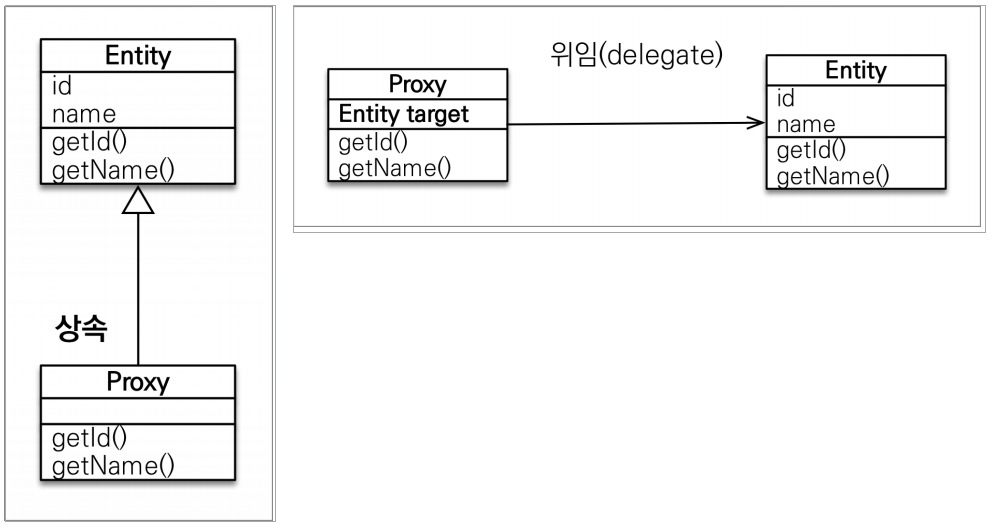 Entity
id
name
getId()
getName()
상속
Proxy
getId()
getName()
위임(delegate)
Proxy
Entity target
getId()
getName()
Entity
id
name
getId()
getName()